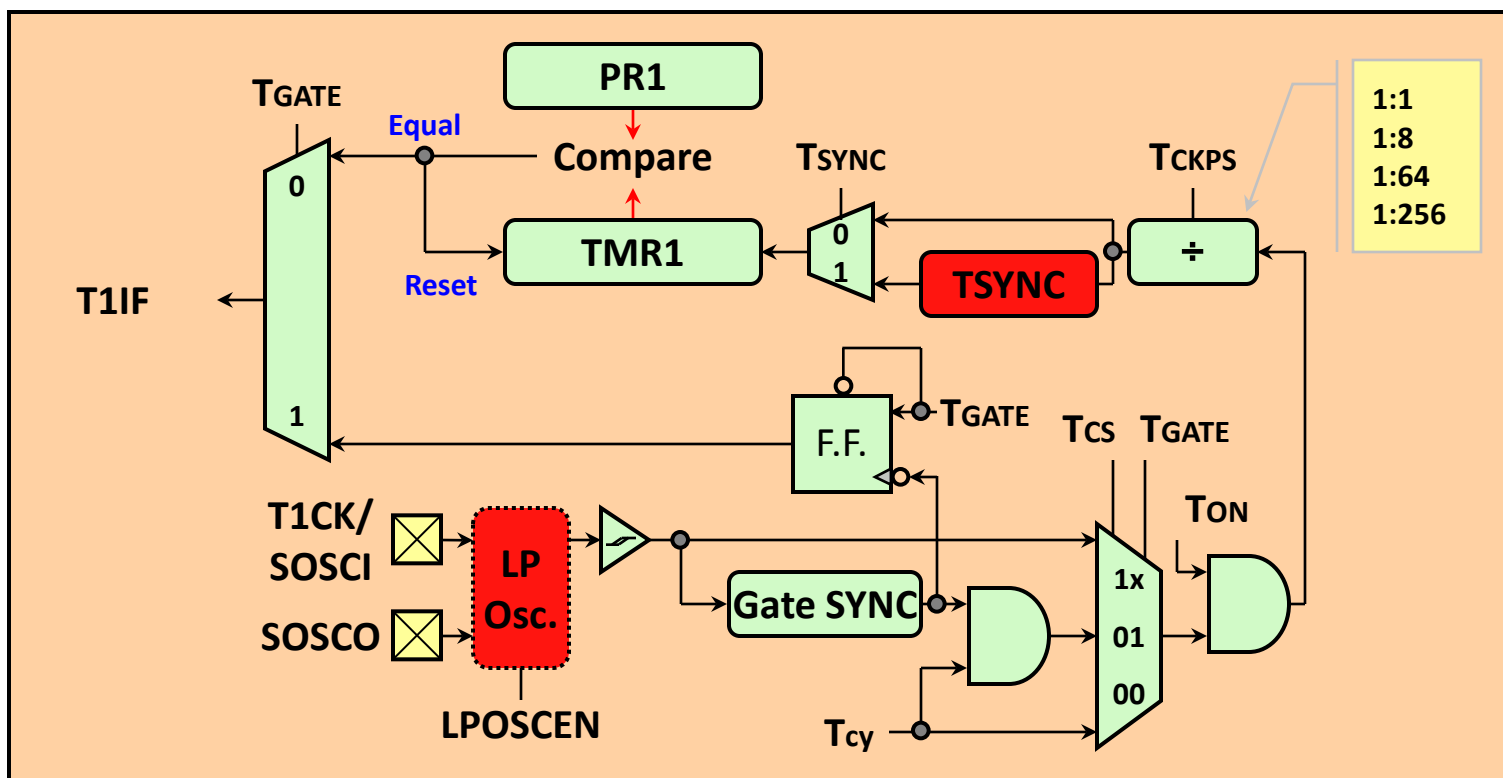 PR1
TGATE
Equal
Compare
TSYNC
TCKPS
1:1
1:8
1:64
1:256
0
TMR1
0
1
TSYNC
÷
Reset
T1IF
1
F.F.
TGATE
TCS
TGATE
TON
T1CK/
SOSCI
LP
Osc.
1x
Gate SYNC
01
SOSCO
00
LPOSCEN
Tcy